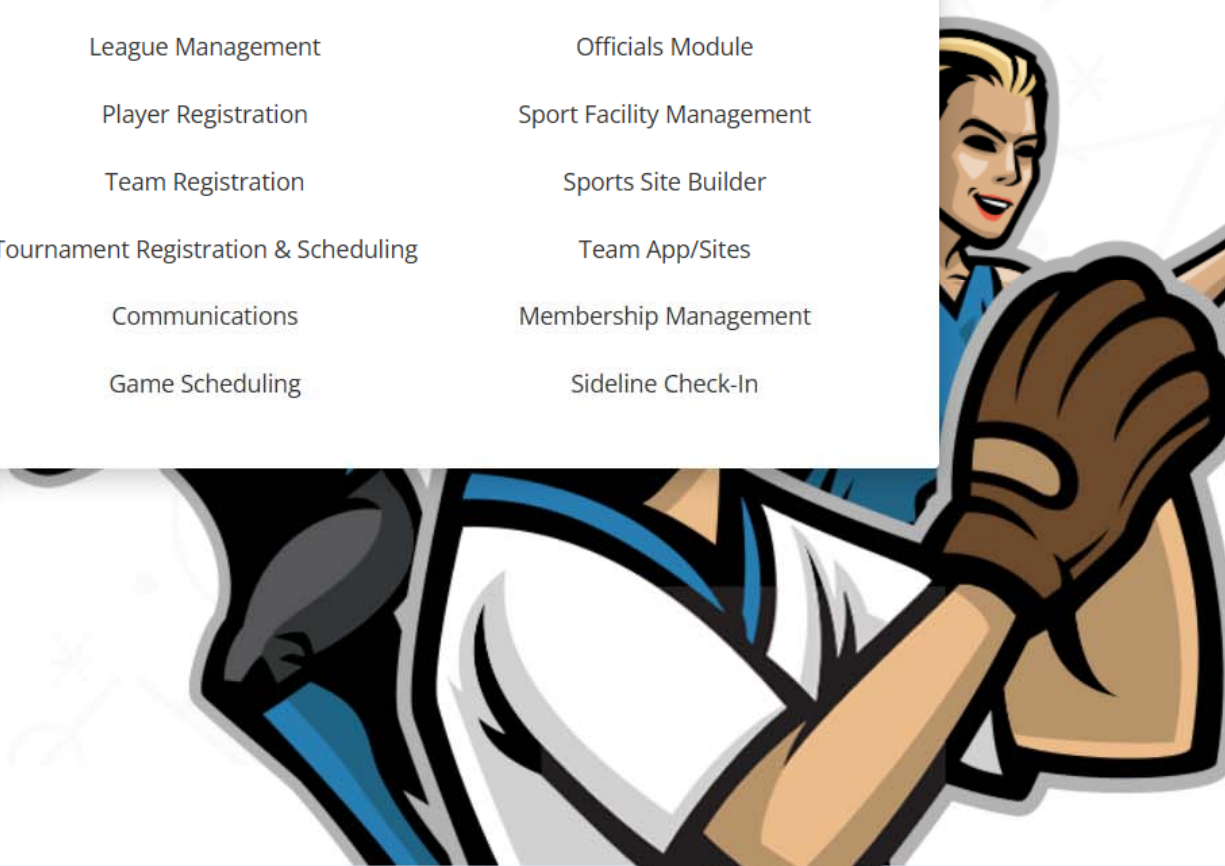 League Management
Officials Module
Player Registration
Sport Facility Management
Team Registration
Sports Site Builder
Tournament Registration & Scheduling
Team App/Sites
Communications
Membership Management
Game Scheduling
Sideline Check-In